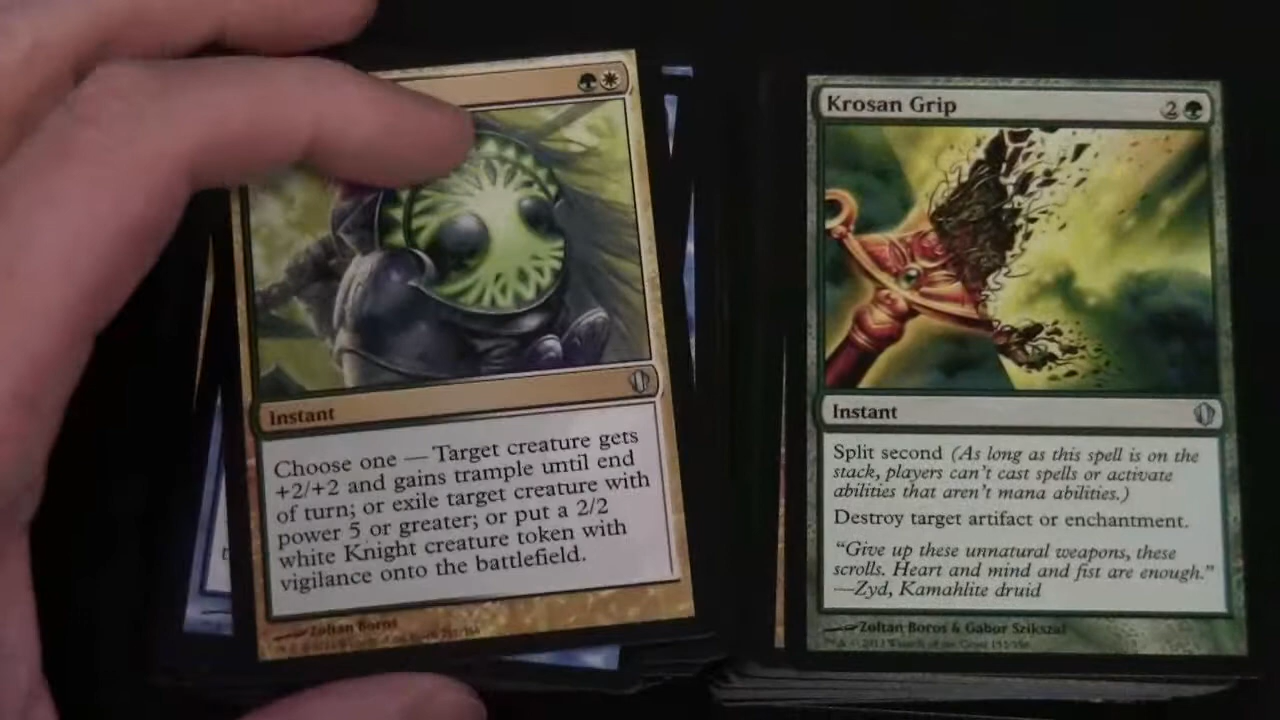 Instant
Choose one — Target creature gets
+2/+2 and gains trample until end
of turn; or exile target creature with
power 5 or greater; or put a 2/2
white Knight creature token with
vigilance onto the battlefield.
Zoltan Boros
Krosan Grip
2
Instant
Split second (As long as this spell is on the
stack, players can't cast spells or activate
abilities that aren't mana abilities.)
Destroy target artifact or enchantment.
"Give up these unnatural weapons, these
scrolls. Heart and mind and fist are enough."
—Zyd, Kamahlite druid
Zoltan Boros & Gabor Szikszai